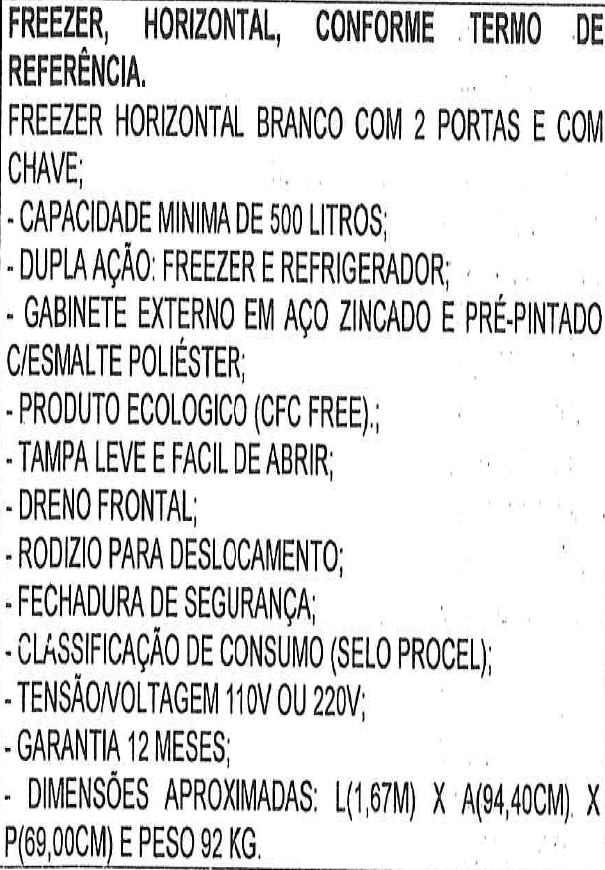 FREEZER, HORIZONTAL, CONFORME TERMO DE
REFERÊNCIA.
FREEZER HORIZONTAL BRANCO COM 2 PORTAS E COM
CHAVE;
- CAPACIDADE MINIMA DE 500 LITROS;
- DUPLA AÇÃO: FREEZER E REFRIGERADOR;
- GABINETE EXTERNO EM AÇO ZINCADO E PRÉ-PINTADO
C/ESMALTE POLIÉSTER;
- PRODUTO ECOLOGICO (CFC FREE).;
- TAMPA LEVE E FACIL DE ABRIR;
- DRENO FRONTAL;
- RODIZIO PARA DESLOCAMENTO;
- FECHADURA DE SEGURANÇA;
- CLASSIFICAÇÃO DE CONSUMO (SELO PROCEL);
- TENSÃO/VOLTAGEM 110V OU 220V;
- GARANTIA 12 MESES;
- DIMENSÕES APROXIMADAS: L(1,67M) X A(94,40CM) X
P(69,00CM) E PESO 92 KG.